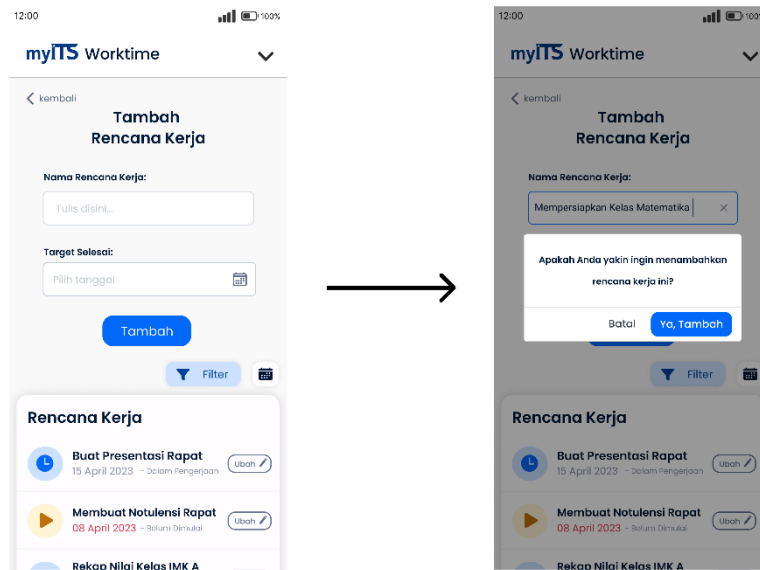 12:00
100%
myITS Worktime
kembali
Tambah
Rencana Kerja
Nama Rencana Kerja:
Tulis disini...
Target Selesai:
Pilih tanggal
Tambah
Filter
Rencana Kerja
Buat Presentasi Rapat
15 April 2023 - Dalam Pengerjaan
Ubah
Membuat Notulensi Rapat
08 April 2023 - Belum Dimulai
Ubah
Rekap Nilai Kelas IMK A
12:00
100%
myITS Worktime
kembali
Tambah
Rencana Kerja
Nama Rencana Kerja:
Mempersiapkan Kelas Matematika
Apakah Anda yakin ingin menambahkan
rencana kerja ini?
Batal
Ya, Tambah
Filter
Rencana Kerja
Buat Presentasi Rapat
15 April 2023 - Dalam Pengerjaan
Ubah
Membuat Notulensi Rapat
08 April 2023 - Belum Dimulai
Ubah
Rekap Nilai Kelas IMK A